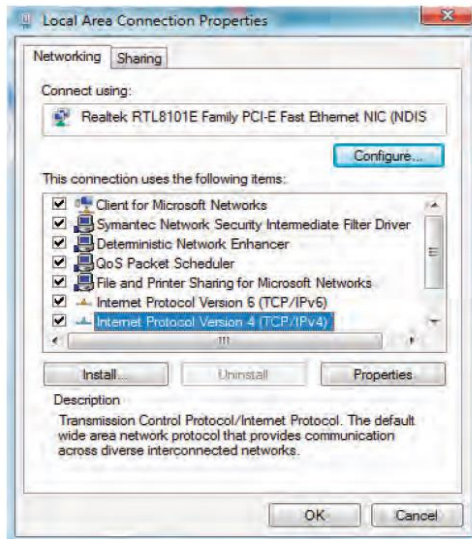 Local Area Connection Properties
Networking Sharing
Connect using:
Realtek RTL8101E Family PCI-E Fast Ethernet NIC (NDIS
Configure...
This connection uses the following items:
Client for Microsoft Networks
Symantec Network Security Intermediate Filter Driver
Deterministic Network Enhancer
QoS Packet Scheduler
File and Printer Sharing for Microsoft Networks
Internet Protocol Version 6 (TCP/IPv6)
Internet Protocol Version 4 (TCP/IPv4)
Install... Uninstall Properties
Description
Transmission Control Protocol/Internet Protocol. The default
wide area network protocol that provides communication
across diverse interconnected networks.
OK Cancel